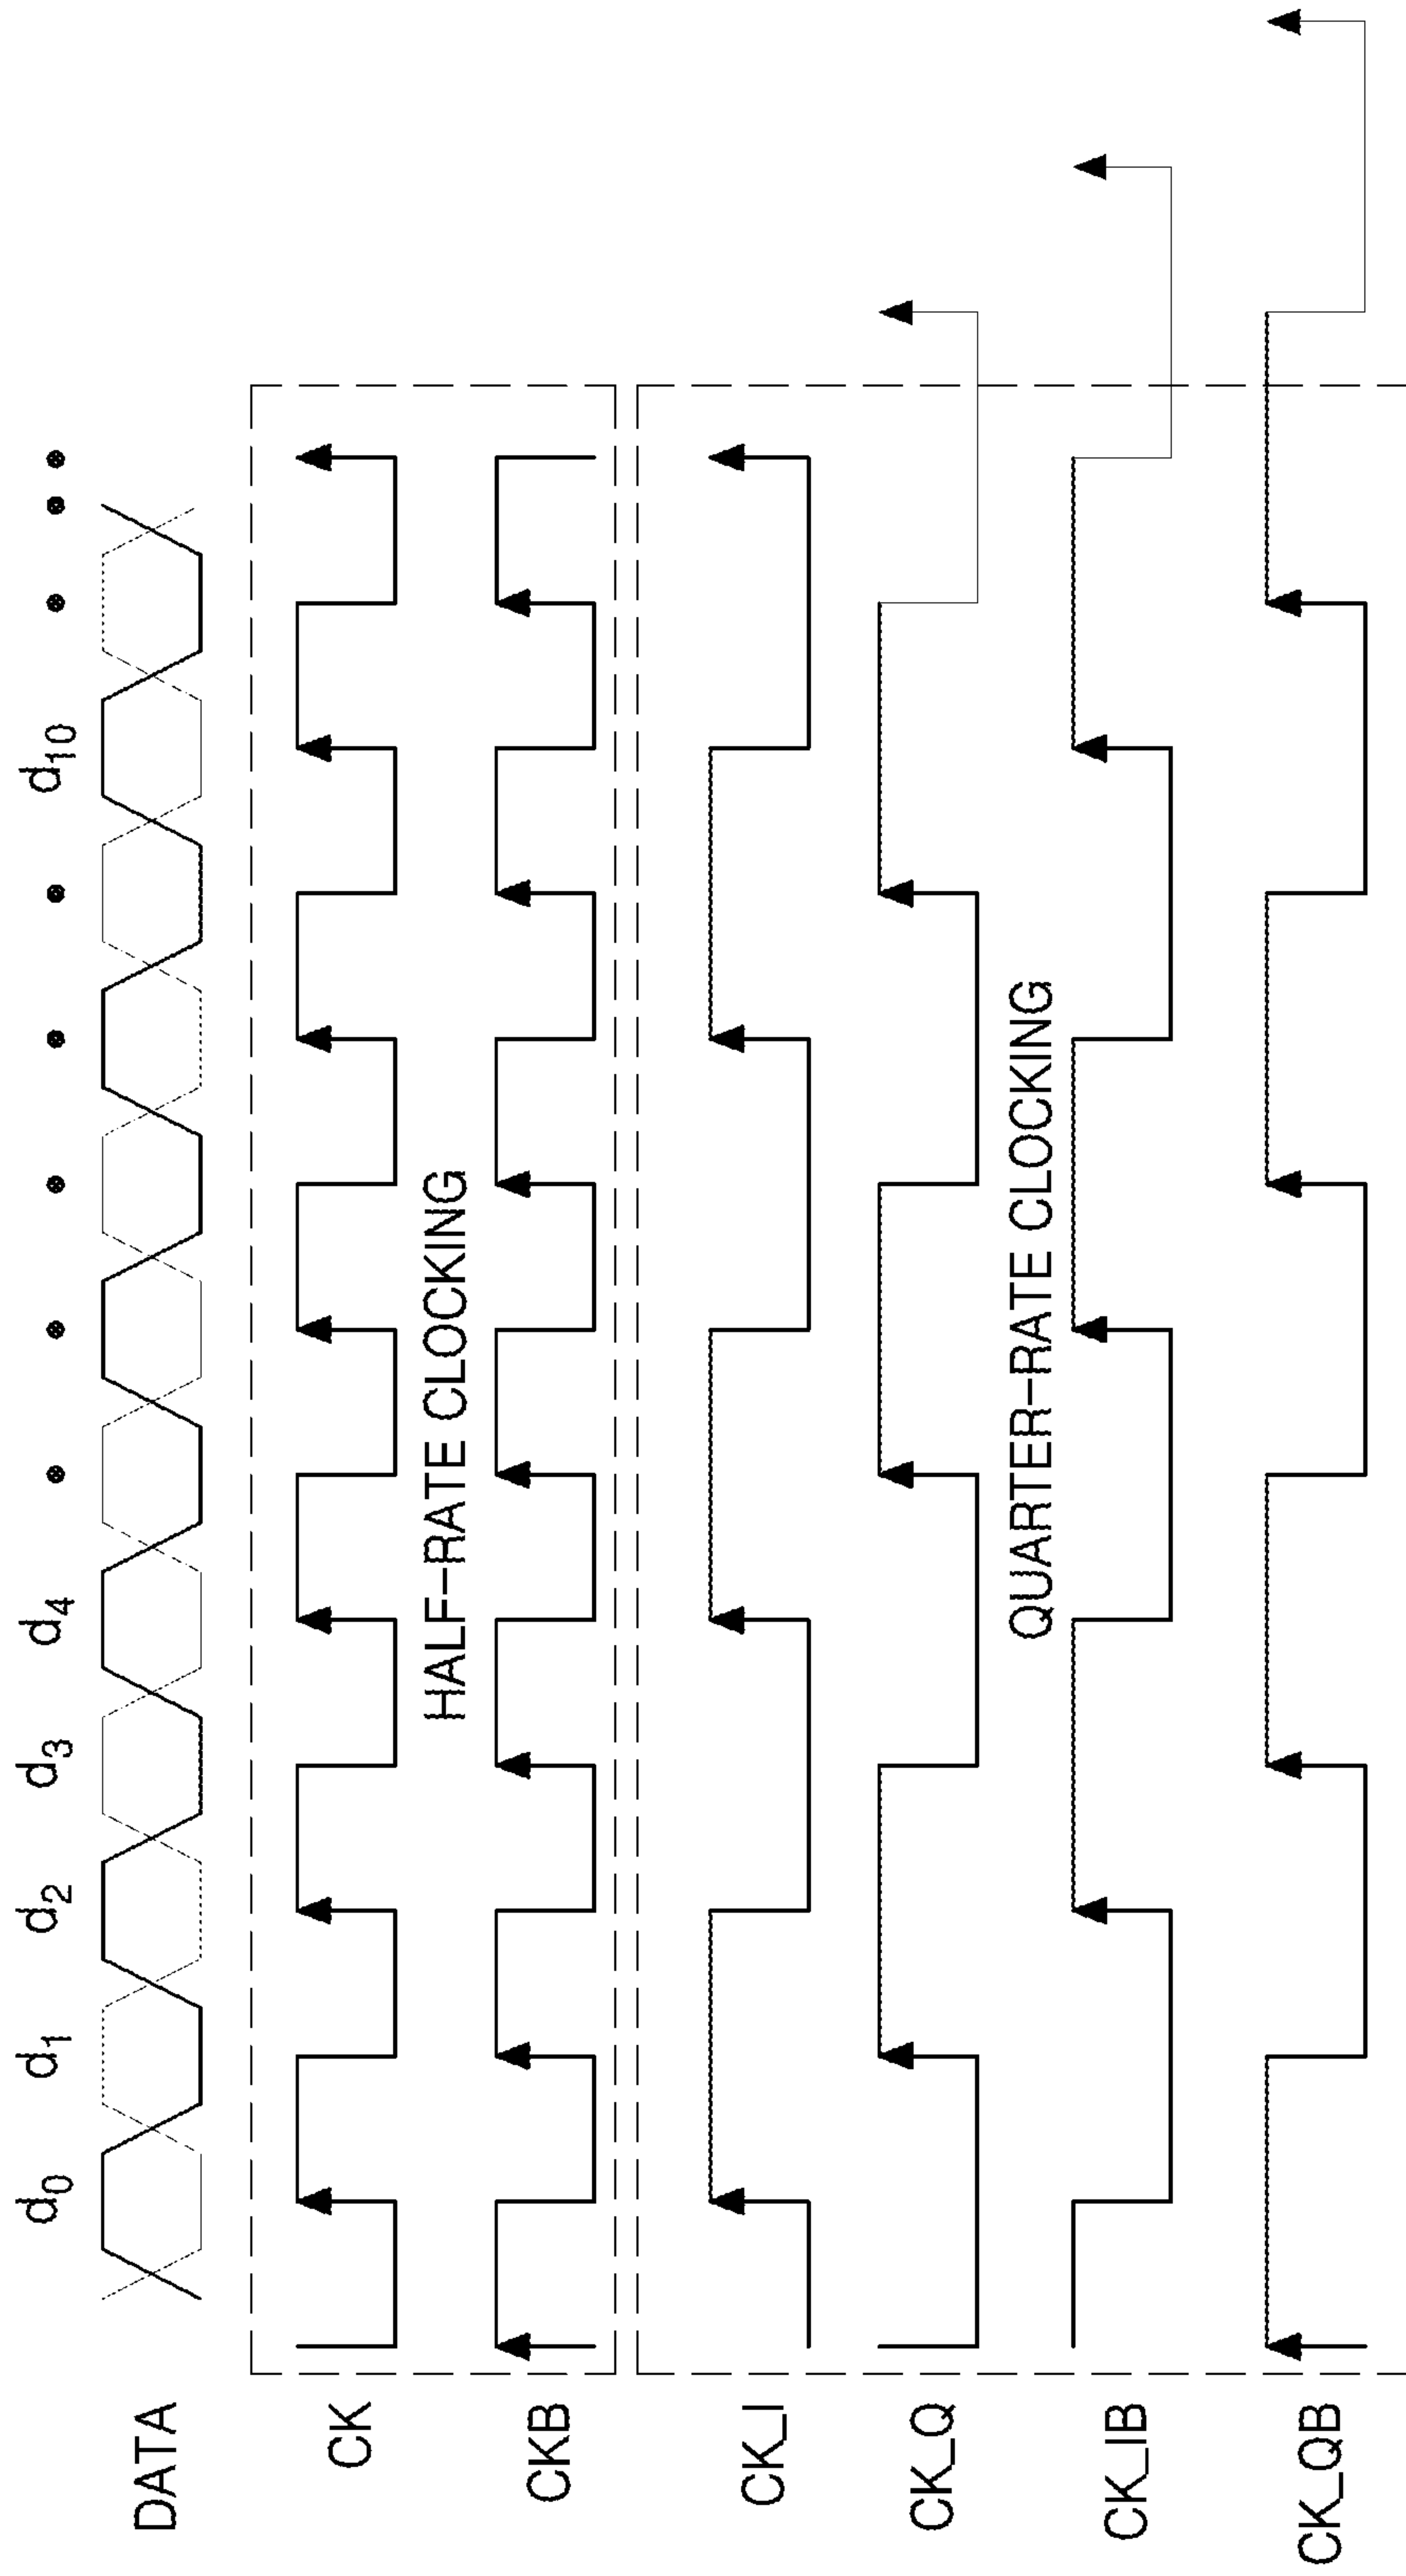 d0 d1 d2 d3 d4 d10
DATA
CK
HALF-RATE CLOCKING
CKB
CK_I
CK_Q
QUARTER-RATE CLOCKING
CK_IB
CK_QB